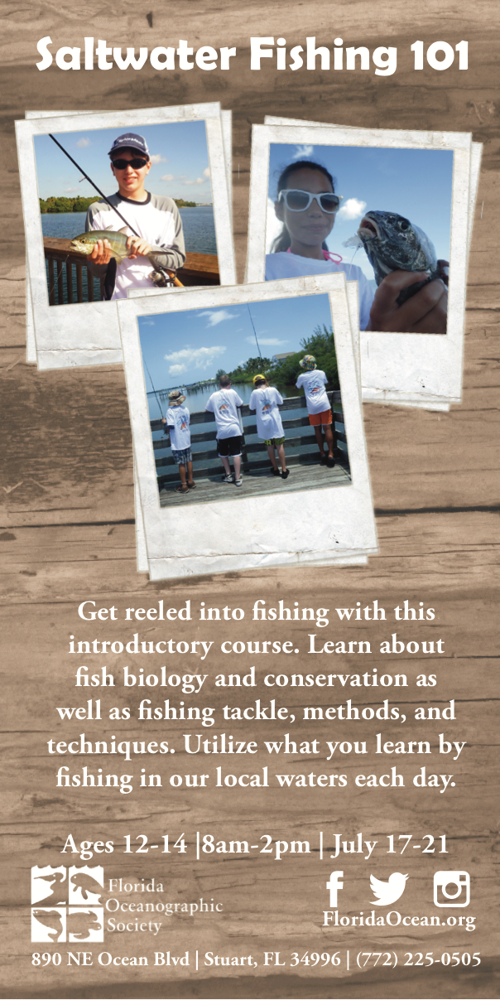 Saltwater Fishing 101
Get reeled into fishing with this
introductory course. Learn about
fish biology and conservation as
well as fishing tackle, methods, and
techniques. Utilize what you learn by
fishing in our local waters each day.
Ages 12-14 |8am-2pm | July 17-21
Florida
Oceanographic
Society
FloridaOcean.org
890 NE Ocean Blvd | Stuart, FL 34996 | (772) 225-0505